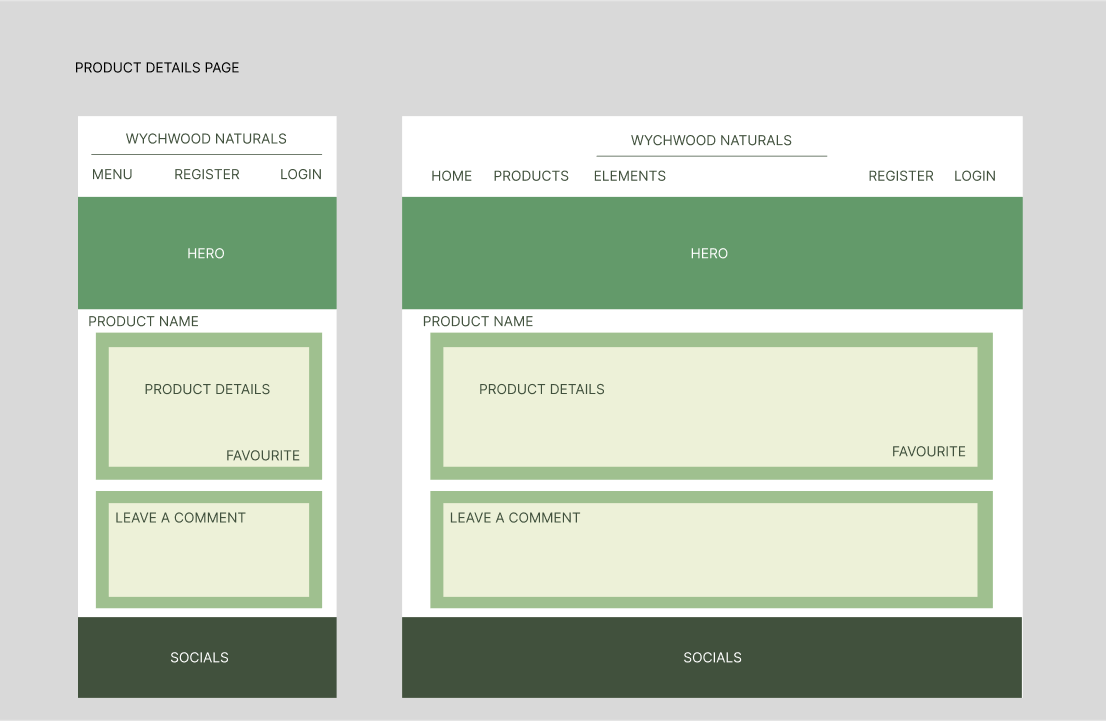 PRODUCT DETAILS PAGE
WYCHWOOD NATURALS
MENU REGISTER LOGIN
HERO
PRODUCT NAME
PRODUCT DETAILS
FAVOURITE
LEAVE A COMMENT
SOCIALS
WYCHWOOD NATURALS
HOME PRODUCTS ELEMENTS REGISTER LOGIN
HERO
PRODUCT NAME
PRODUCT DETAILS
FAVOURITE
LEAVE A COMMENT
SOCIALS